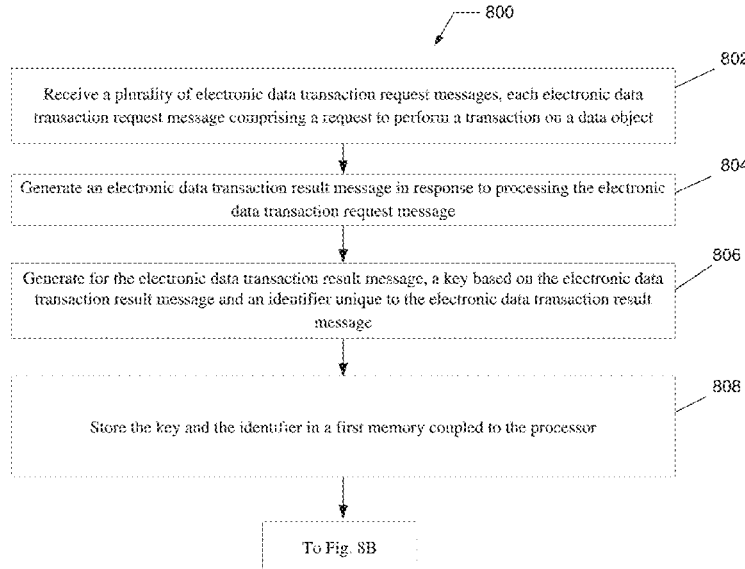 800
802
Receive a plurality of electronic data transaction request messages, each electronic data
transaction request message comprising a request to perform a transaction on a data object
804
Generate an electronic data transaction result message in response to processing the electronic
data transaction request message
806
Generate for the electronic data transaction result message, a key based on the electronic data
transaction result message and an identifier unique to the electronic data transaction result
message
808
Store the key and the identifier in a first memory coupled to the processor
To Fig. 8B